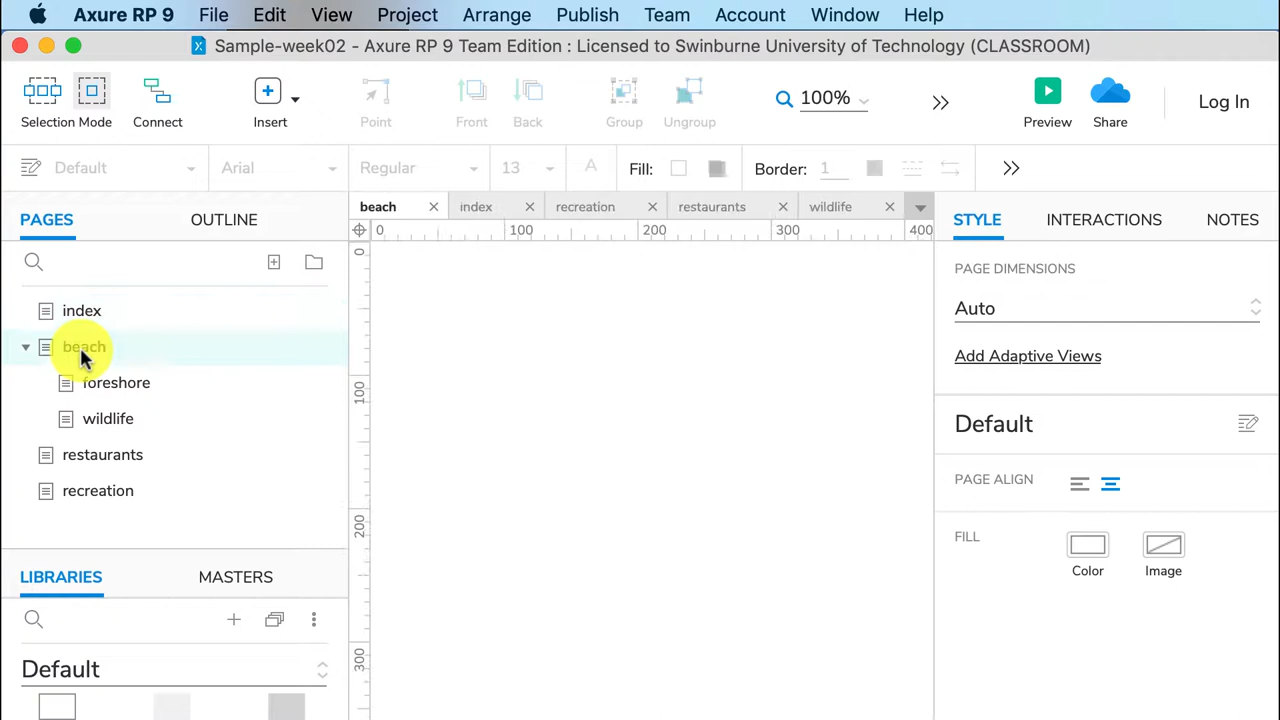 Axure RP 9 File Edit View Project Arrange Publish Team Account Window Help
Sample-week02 - Axure RP 9 Team Edition : Licensed to Swinburne University of Technology (CLASSROOM)
100% Log In
Selection Mode Connect Insert Point Front Back Group Ungroup Preview Share
Default Arial Regular 13 A Fill: Border: 1
PAGES OUTLINE
beach index recreation restaurants wildlife
0 100 200 300 400
STYLE INTERACTIONS NOTES
0
100
200
300
index
beach
foreshore
wildlife
restaurants
recreation
LIBRARIES MASTERS
Default
PAGE DIMENSIONS
Auto
Add Adaptive Views
Default
PAGE ALIGN
FILL
Color Image